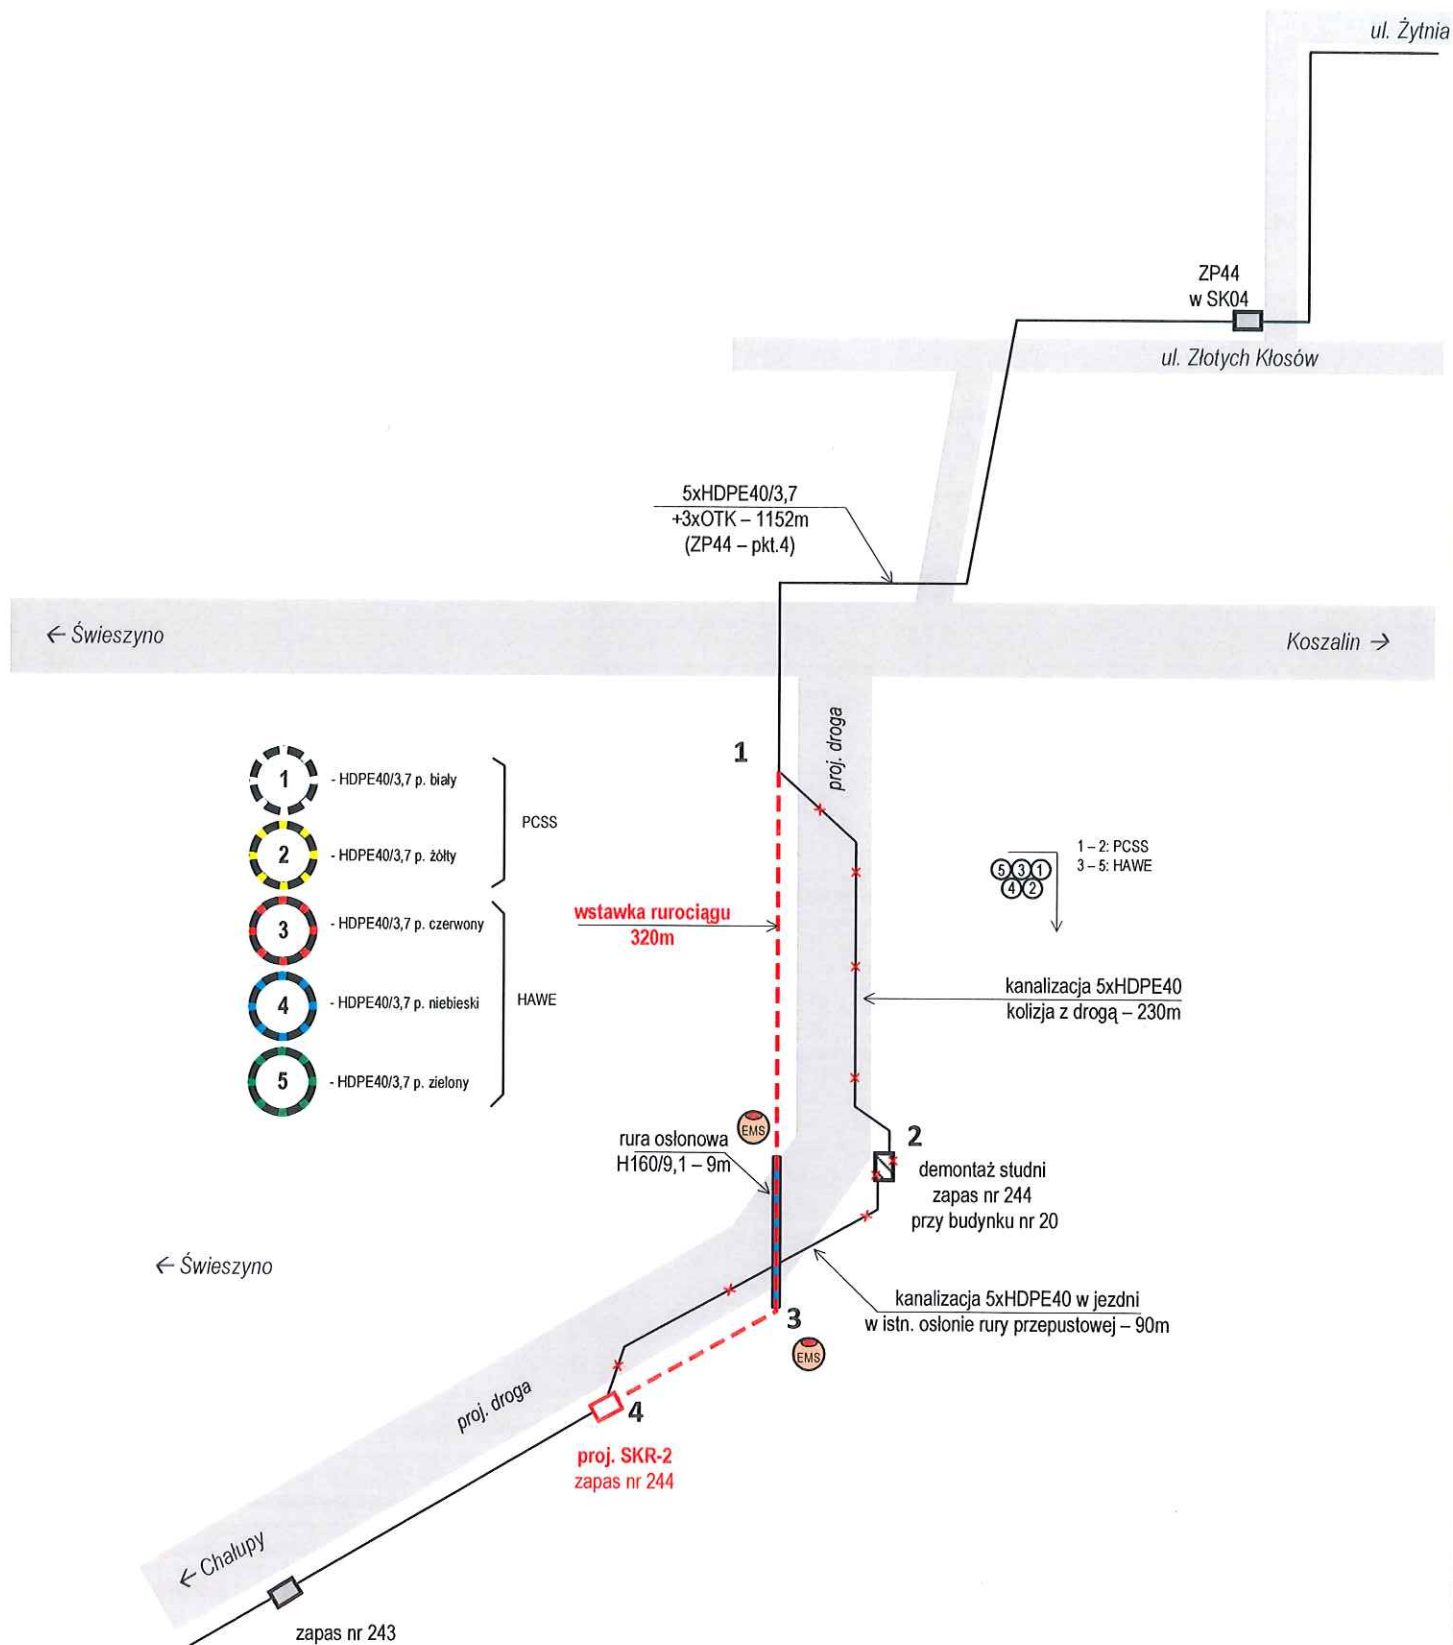 ul. Żytnia
ZP44
w SK04
ul. Złotych Kłosów
5xHDPE40/3,7
+3xOTK – 1152m
(ZP44 – pkt.4)
← Świeszyno
Koszalin →
proj. droga
1
1
- HDPE40/3,7 p. biały
2
- HDPE40/3,7 p. żółty
PCSS
3
- HDPE40/3,7 p. czerwony
4
- HDPE40/3,7 p. niebieski
5
- HDPE40/3,7 p. zielony
HAWE
wstawka rurociągu
320m
1 – 2: PCSS
3 – 5: HAWE
5 3 1
4 2
kanalizacja 5xHDPE40
kolizja z drogą – 230m
EMS
rura osłonowa
H160/9,1 – 9m
2
demontaż studni
zapas nr 244
przy budynku nr 20
← Świeszyno
kanalizacja 5xHDPE40 w jezdni
w istn. osłonie rury przepustowej – 90m
3
EMS
proj. droga
4
proj. SKR-2
zapas nr 244
← Chałupy
zapas nr 243